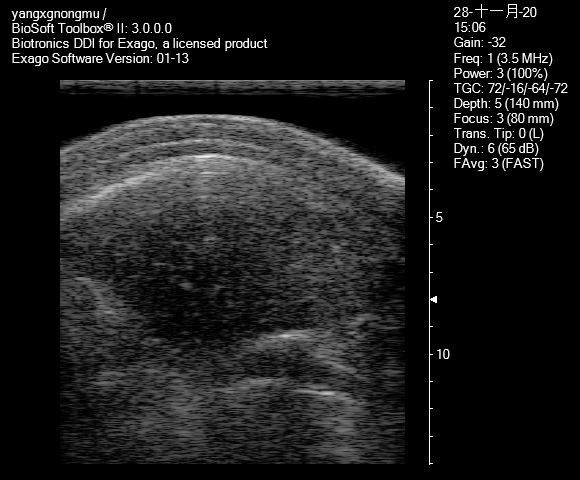 yangxgnongmu /
BioSoft Toolbox® II: 3.0.0.0
Biotronics DDI for Exago, a licensed product
Exago Software Version: 01-13
28-十一月-20
15:06
Gain: -32
Freq: 1 (3.5 MHz)
Power: 3 (100%)
TGC: 72/-16/-64/-72
Depth: 5 (140 mm)
Focus: 3 (80 mm)
Trans. Tip: 0 (L)
Dyn.: 6 (65 dB)
FAvg: 3 (FAST)
5
10